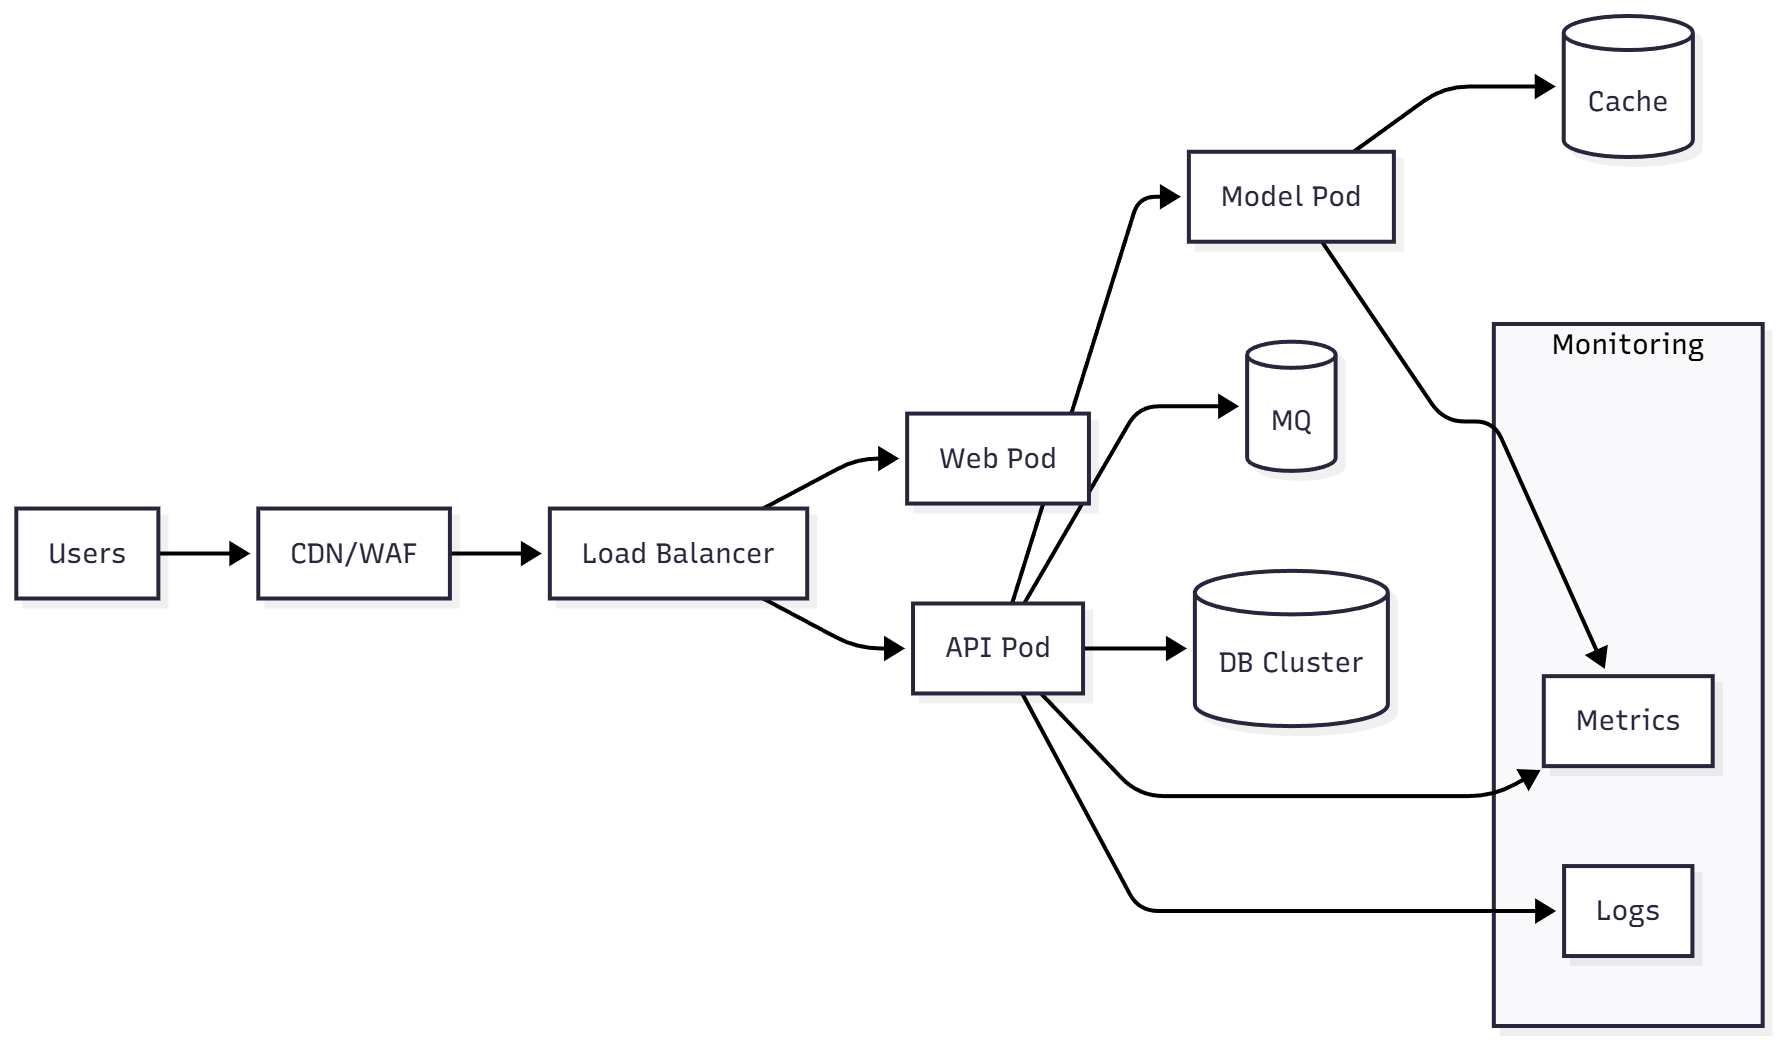 Users
CDN/WAF
Load Balancer
Web Pod
API Pod
Model Pod
MQ
DB Cluster
Cache
Monitoring
Metrics
Logs